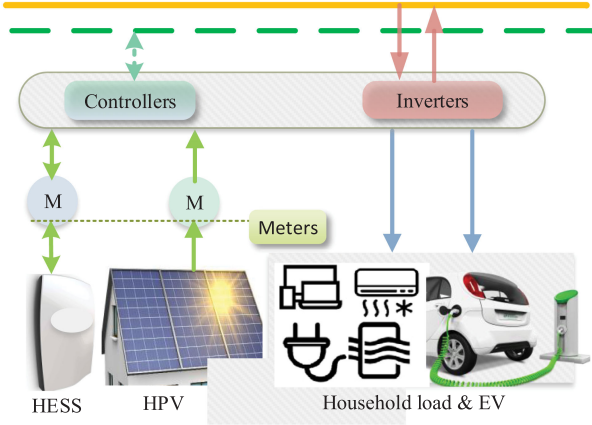 Controllers
Inverters
M
M
Meters
HESS
HPV
Household load & EV